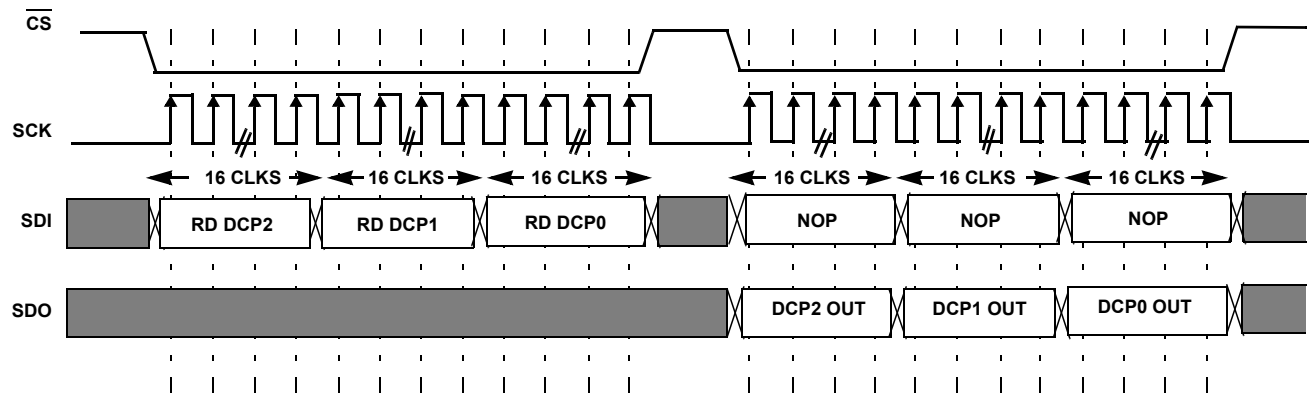 CS
SCK
16 CLKS 16 CLKS 16 CLKS 16 CLKS 16 CLKS 16 CLKS
SDI RD DCP2 RD DCP1 RD DCP0 NOP NOP NOP
SDO DCP2 OUT DCP1 OUT DCP0 OUT